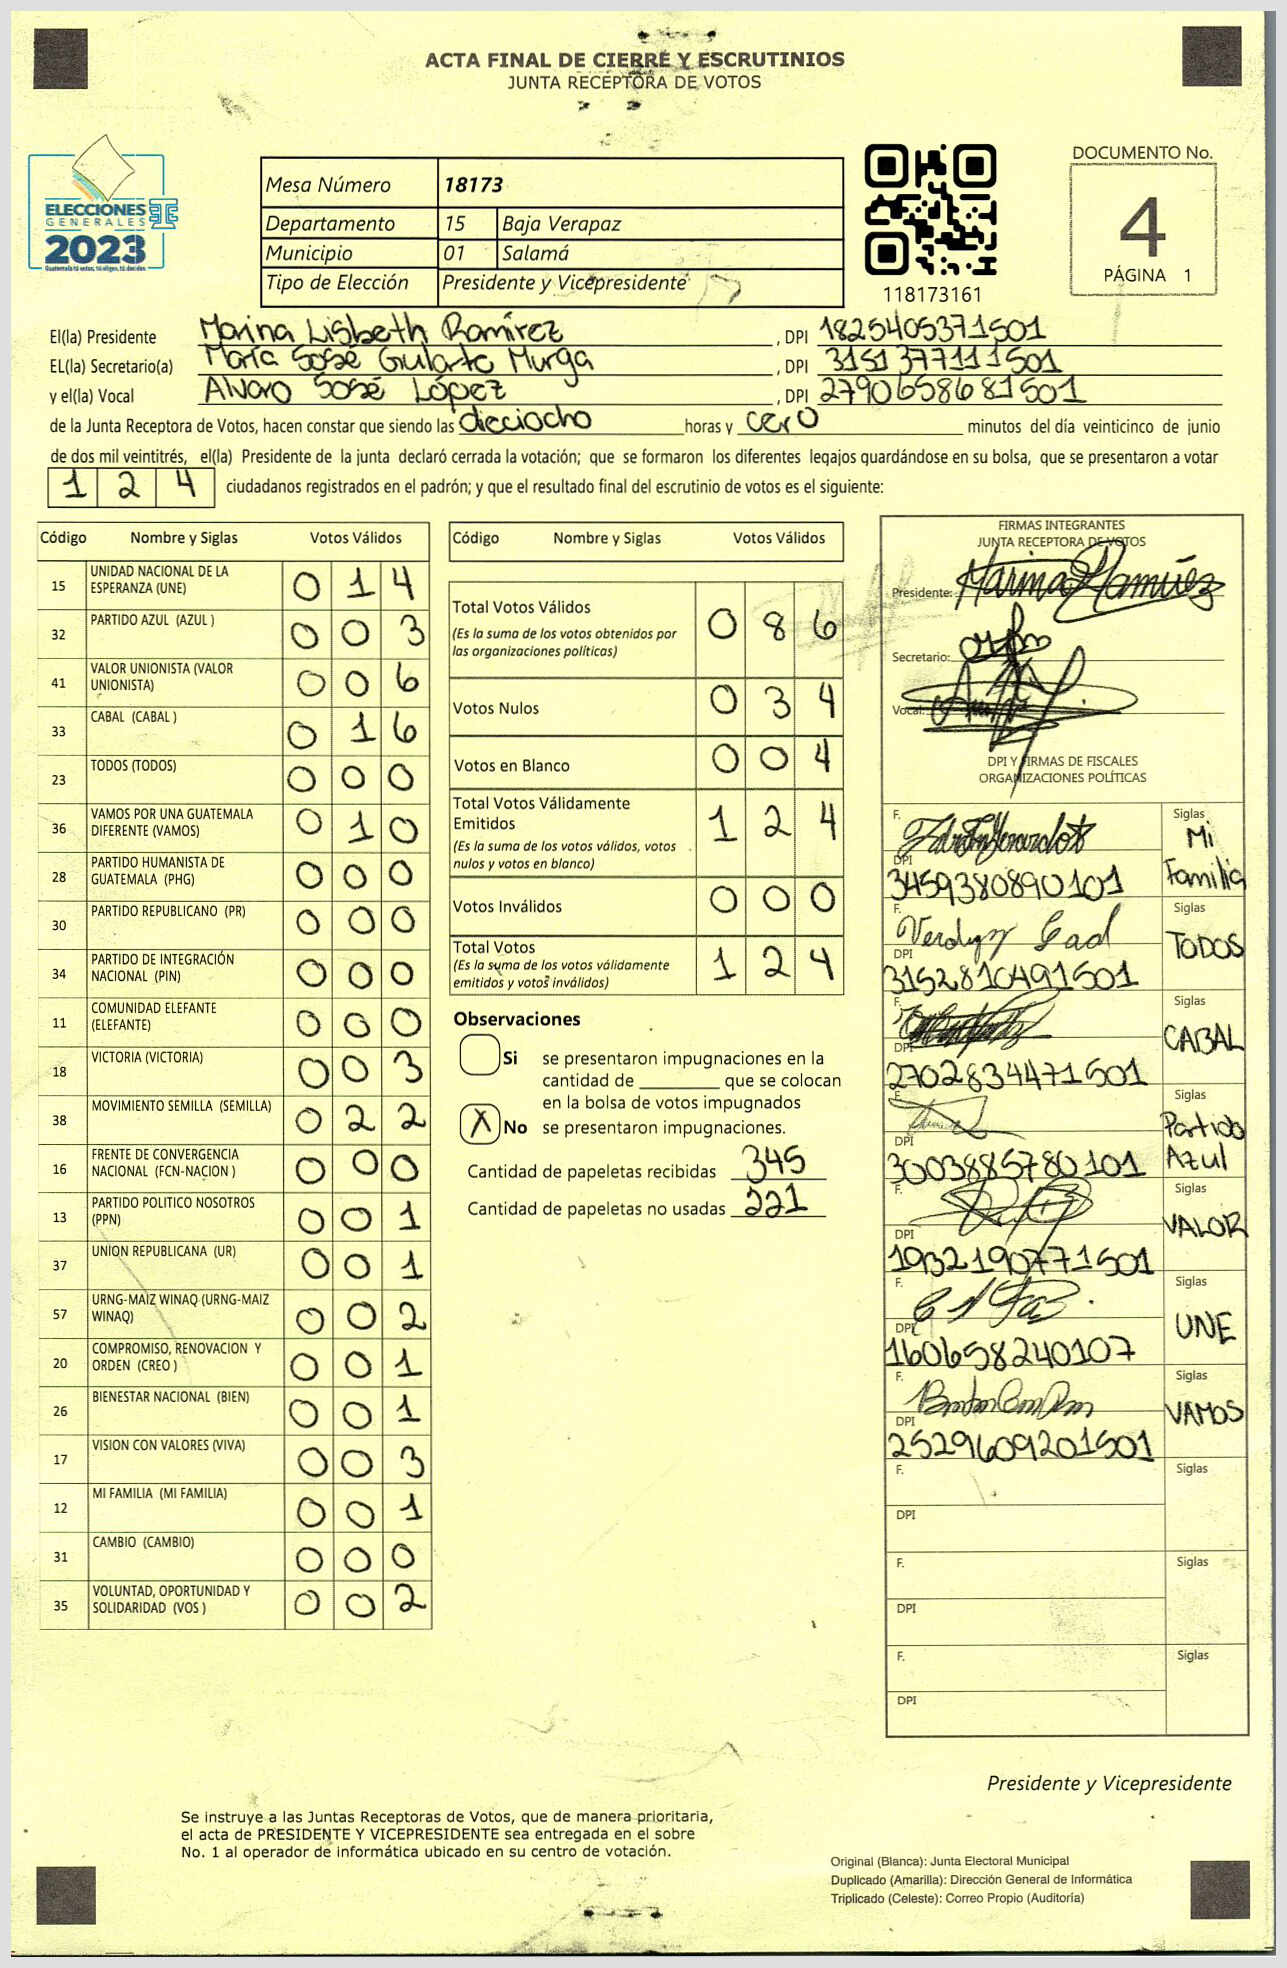 ACTA FINAL DE CIERRE Y ESCRUTINIOS
JUNTA RECEPTORA DE VOTOS
ELECCIONES
GENERALES
2023
Guatemala tú votas, tú eliges, tú decides
Mesa Número 18173
Departamento 15 Baja Verapaz
Municipio 01 Salamá
Tipo de Elección Presidente y Vicepresidente
118173161
DOCUMENTO No.
4
PÁGINA 1
El(la) Presidente Marina Lisbeth Ramírez, DPI 1825405371501
EL(la) Secretario(a) María José Giularte Murga, DPI 3151377111501
y el(la) Vocal Alvaro José López, DPI 2790658681501
de la Junta Receptora de Votos, hacen constar que siendo las dieciocho horas y cero minutos del día veinticinco de junio
de dos mil veintitrés, el(la) Presidente de la junta declaró cerrada la votación; que se formaron los diferentes legajos quardándose en su bolsa, que se presentaron a votar
1 2 4 ciudadanos registrados en el padrón; y que el resultado final del escrutinio de votos es el siguiente:
Código Nombre y Siglas Votos Válidos
15 UNIDAD NACIONAL DE LA ESPERANZA (UNE) 0 1 4
32 PARTIDO AZUL (AZUL ) 0 0 3
41 VALOR UNIONISTA (VALOR UNIONISTA) 0 0 6
33 CABAL (CABAL ) 0 1 6
23 TODOS (TODOS) 0 0 0
36 VAMOS POR UNA GUATEMALA DIFERENTE (VAMOS) 0 1 0
28 PARTIDO HUMANISTA DE GUATEMALA (PHG) 0 0 0
30 PARTIDO REPUBLICANO (PR) 0 0 0
34 PARTIDO DE INTEGRACIÓN NACIONAL (PIN) 0 0 0
11 COMUNIDAD ELEFANTE (ELEFANTE) 0 0 0
18 VICTORIA (VICTORIA) 0 0 3
38 MOVIMIENTO SEMILLA (SEMILLA) 0 2 2
16 FRENTE DE CONVERGENCIA NACIONAL (FCN-NACION ) 0 0 0
13 PARTIDO POLITICO NOSOTROS (PPN) 0 0 1
37 UNION REPUBLICANA (UR) 0 0 1
57 URNG-MAIZ WINAQ (URNG-MAIZ WINAQ) 0 0 2
20 COMPROMISO, RENOVACION Y ORDEN (CREO ) 0 0 1
26 BIENESTAR NACIONAL (BIEN) 0 0 1
17 VISION CON VALORES (VIVA) 0 0 3
12 MI FAMILIA (MI FAMILIA) 0 0 1
31 CAMBIO (CAMBIO) 0 0 0
35 VOLUNTAD, OPORTUNIDAD Y SOLIDARIDAD (VOS ) 0 0 2
Código Nombre y Siglas Votos Válidos
Total Votos Válidos 0 8 6
(Es la suma de los votos obtenidos por
las organizaciones políticas)
Votos Nulos 0 3 4
Votos en Blanco 0 0 4
Total Votos Válidamente
Emitidos 1 2 4
(Es la suma de los votos válidos, votos
nulos y votos en blanco)
Votos Inválidos 0 0 0
Total Votos 1 2 4
(Es la suma de los votos válidamente
emitidos y votos inválidos)
Observaciones
Si se presentaron impugnaciones en la
cantidad de ________ que se colocan
en la bolsa de votos impugnados
X No se presentaron impugnaciones.
Cantidad de papeletas recibidas 345
Cantidad de papeletas no usadas 221
FIRMAS INTEGRANTES
JUNTA RECEPTORA DE VOTOS
Presidente: Marina Ramírez
Secretario:
Vocal:
DPI Y FIRMAS DE FISCALES
ORGANIZACIONES POLÍTICAS
F. Siglas Mi Familia
DPI 3459380890101
F. Siglas TODOS
DPI 3152810491501
F. Siglas CABAL
DPI 2702834471501
F. Siglas Partido Azul
DPI 3003885780101
F. Siglas VALOR
DPI 1932190771501
F. Siglas UNE
DPI 160658240107
F. Siglas VAMOS
DPI 2529609201501
F. Siglas
DPI
F. Siglas
DPI
F. Siglas
DPI
Presidente y Vicepresidente
Se instruye a las Juntas Receptoras de Votos, que de manera prioritaria,
el acta de PRESIDENTE Y VICEPRESIDENTE sea entregada en el sobre
No. 1 al operador de informática ubicado en su centro de votación.
Original (Blanca): Junta Electoral Municipal
Duplicado (Amarilla): Dirección General de Informática
Triplicado (Celeste): Correo Propio (Auditoría)